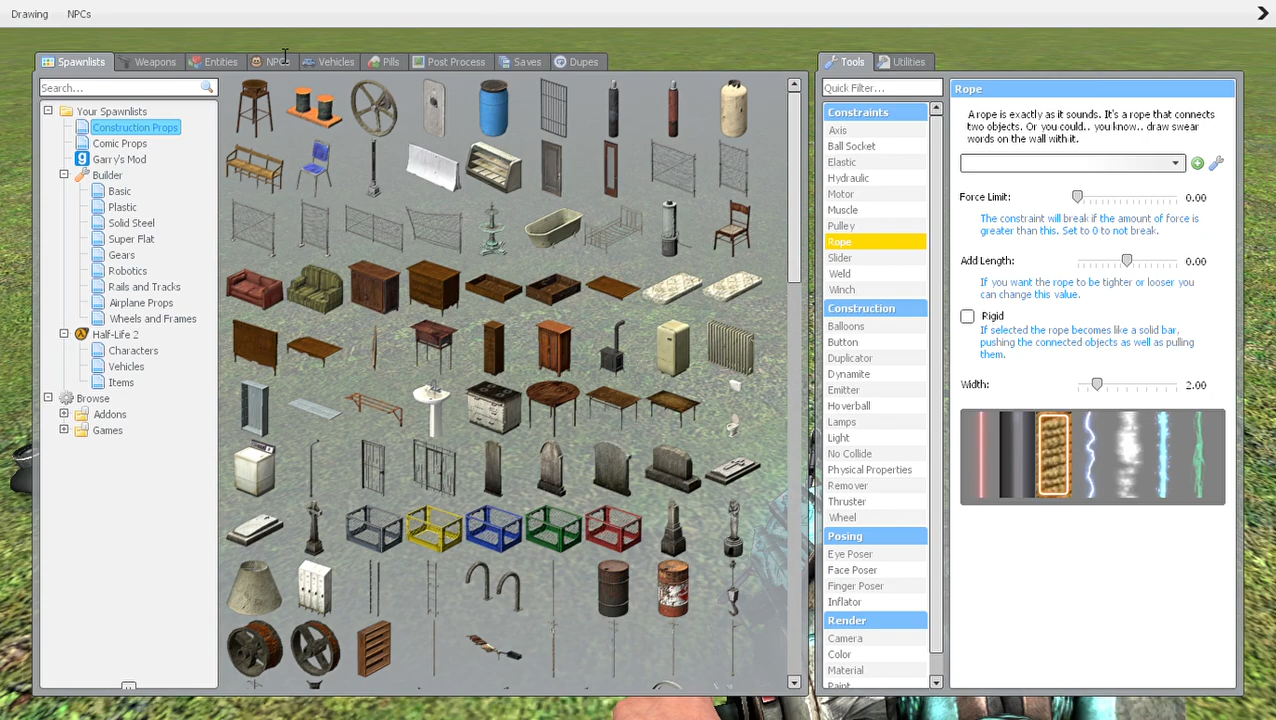 Drawing NPCs
Spawnlists Weapons Entities NPCs Vehicles Pills Post Process Saves Dupes
Search...
Your Spawnlists
Construction Props
Comic Props
Garry's Mod
Builder
Basic
Plastic
Solid Steel
Super Flat
Gears
Robotics
Rails and Tracks
Airplane Props
Wheels and Frames
Half-Life 2
Characters
Vehicles
Items
Browse
Addons
Games
Tools Utilities
Quick Filter...
Constraints
Axis
Ball Socket
Elastic
Hydraulic
Motor
Muscle
Pulley
Rope
Slider
Weld
Winch
Construction
Balloons
Button
Duplicator
Dynamite
Emitter
Hoverball
Lamps
Light
No Collide
Physical Properties
Remover
Thruster
Wheel
Posing
Eye Poser
Face Poser
Finger Poser
Inflator
Render
Camera
Color
Material
Paint
Rope
A rope is exactly as it sounds. It's a rope that connects
two objects. Or you could.. you know.. draw swear
words on the wall with it.
Force Limit: 0.00
The constraint will break if the amount of force is
greater than this. Set to 0 to not break.
Add Length: 0.00
If you want the rope to be tighter or looser you
can change this value.
Rigid
If selected the rope becomes like a solid bar,
pushing the connected objects as well as pulling
them.
Width: 2.00